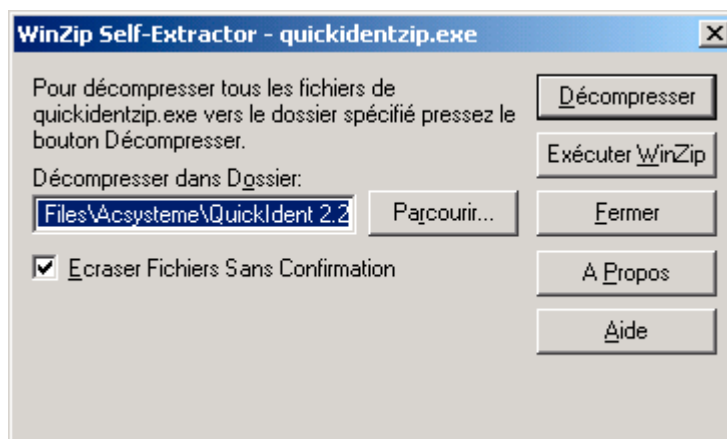 WinZip Self-Extractor - quickidentzip.exe
Pour décompresser tous les fichiers de
quickidentzip.exe vers le dossier spécifié pressez le
bouton Décompresser.
Décompresser dans Dossier:
Files\Acsysteme\QuickIdent 2.2
Parcourir...
Ecraser Fichiers Sans Confirmation
Décompresser
Exécuter WinZip
Fermer
A Propos
Aide